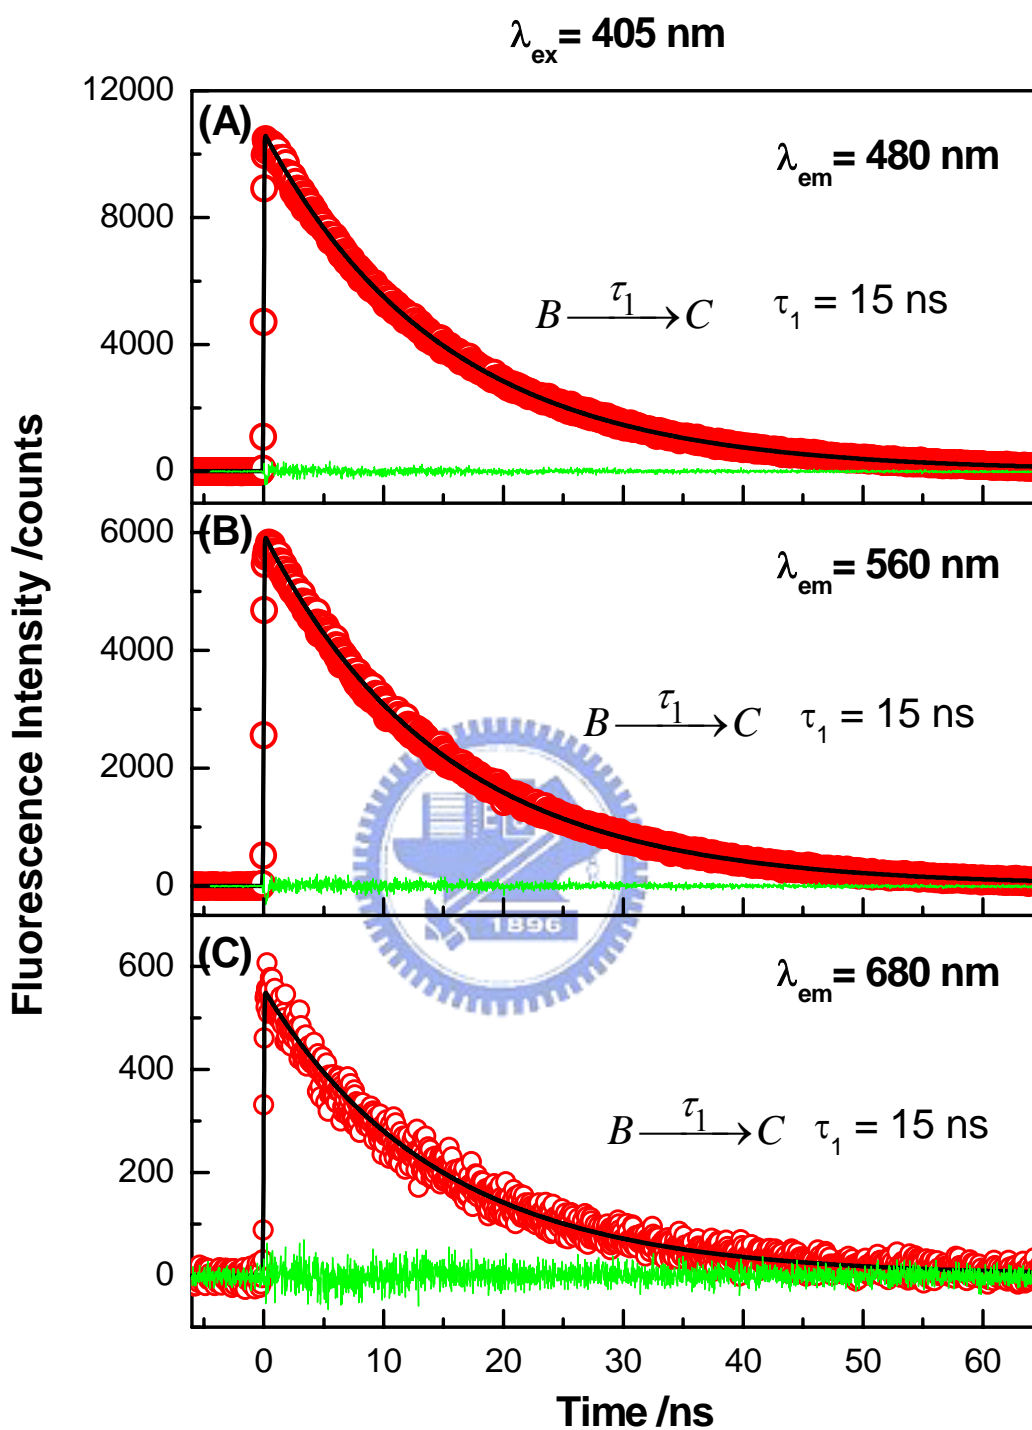 λex= 405 nm
Fluorescence Intensity /counts
(A)
λem= 480 nm
B τ1→ C τ1 = 15 ns
12000
8000
4000
0
(B)
λem= 560 nm
B τ1→ C τ1 = 15 ns
6000
4000
2000
0
1896
(C)
λem= 680 nm
B τ1→ C τ1 = 15 ns
600
400
200
0
0 10 20 30 40 50 60
Time /ns